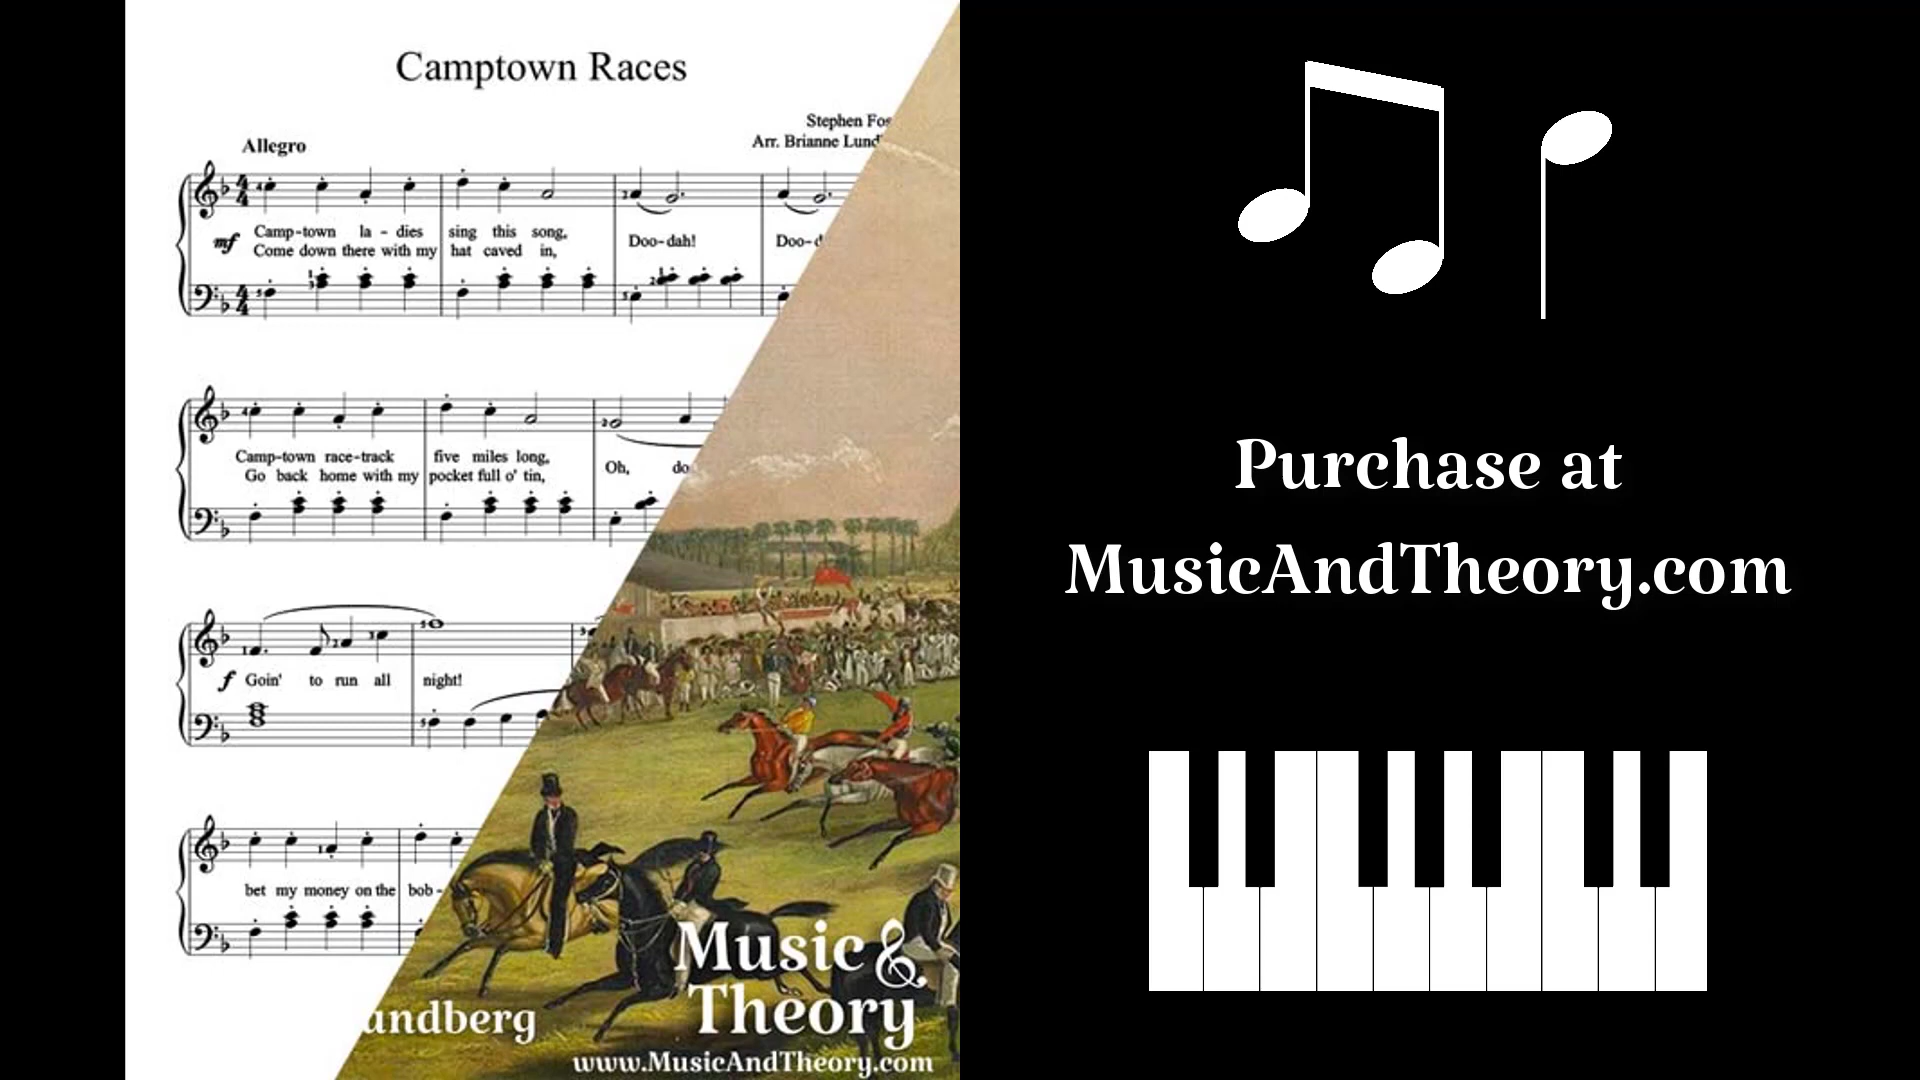 Camptown Races
Stephen Fos
Arr. Brianne Lund
Allegro
mf
Camp-town la - dies sing this song,
Doo-dah!
Doo-d
Come down there with my hat caved in,
Camp-town race-track five miles long,
Oh, do
Go back home with my pocket full o' tin,
f Goin' to run all night!
bet my money on the bob-
undberg
Music &
Theory
www.MusicAndTheory.com
Purchase at
MusicAndTheory.com